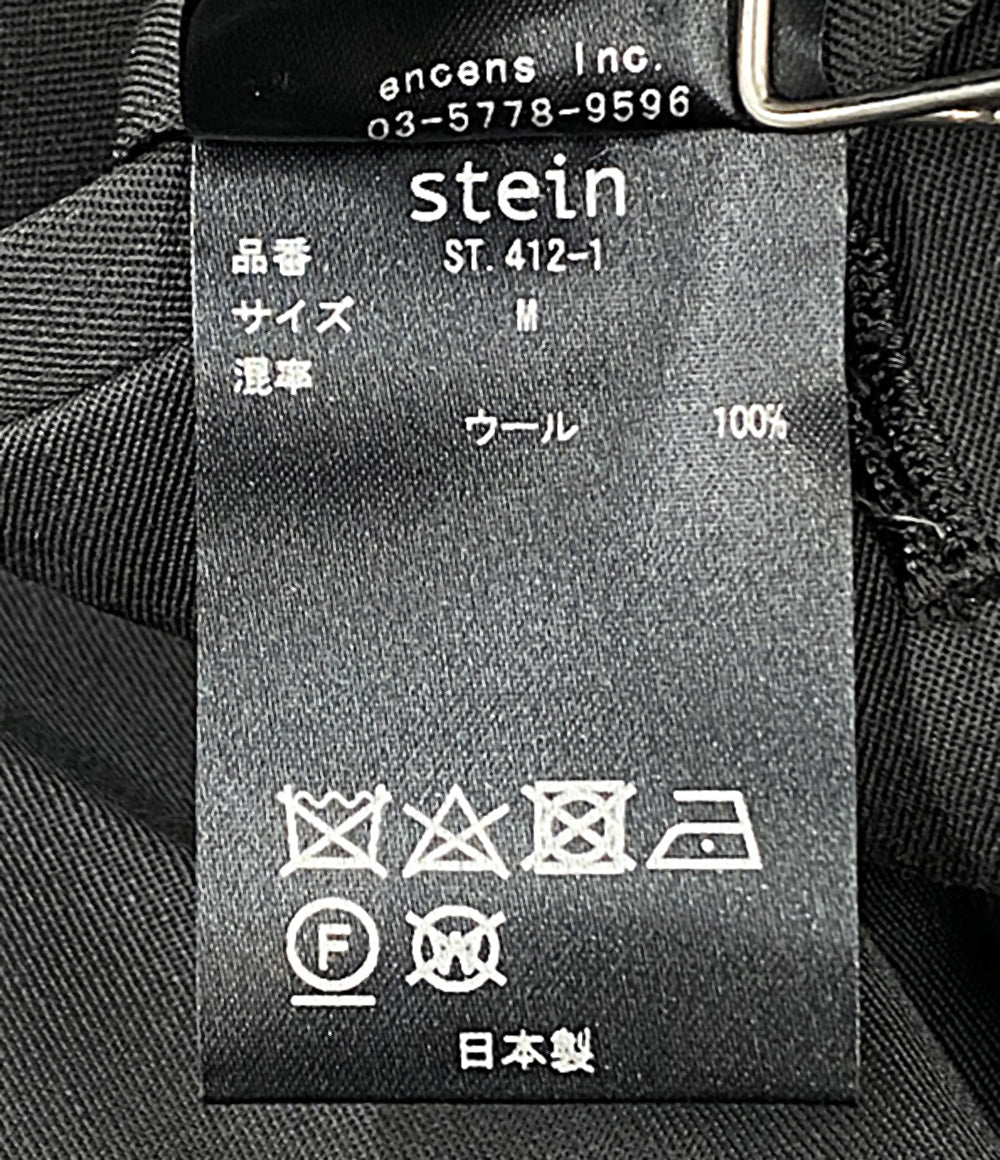 encens Inc.
03-5778-9596
stein
品番 ST.412-1
サイズ M
混率
ウール 100%
F W
日本製